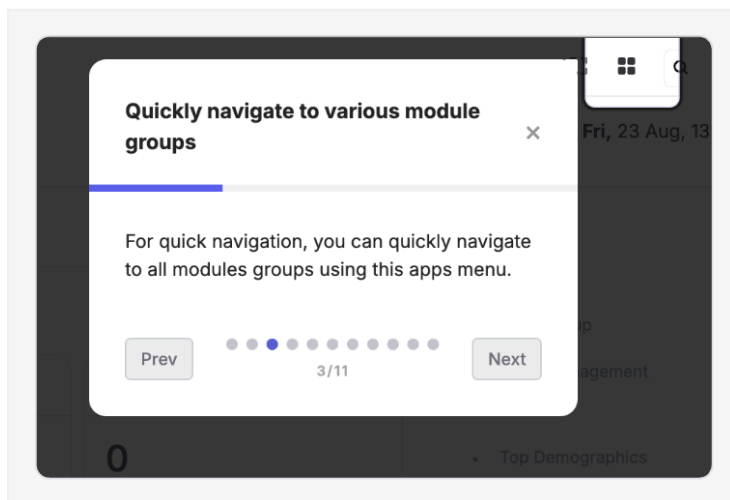 Quickly navigate to various module
groups
×
Fri, 23 Aug, 13
For quick navigation, you can quickly navigate
to all modules groups using this apps menu.
Prev
3/11
Next
0
• Top Demographics